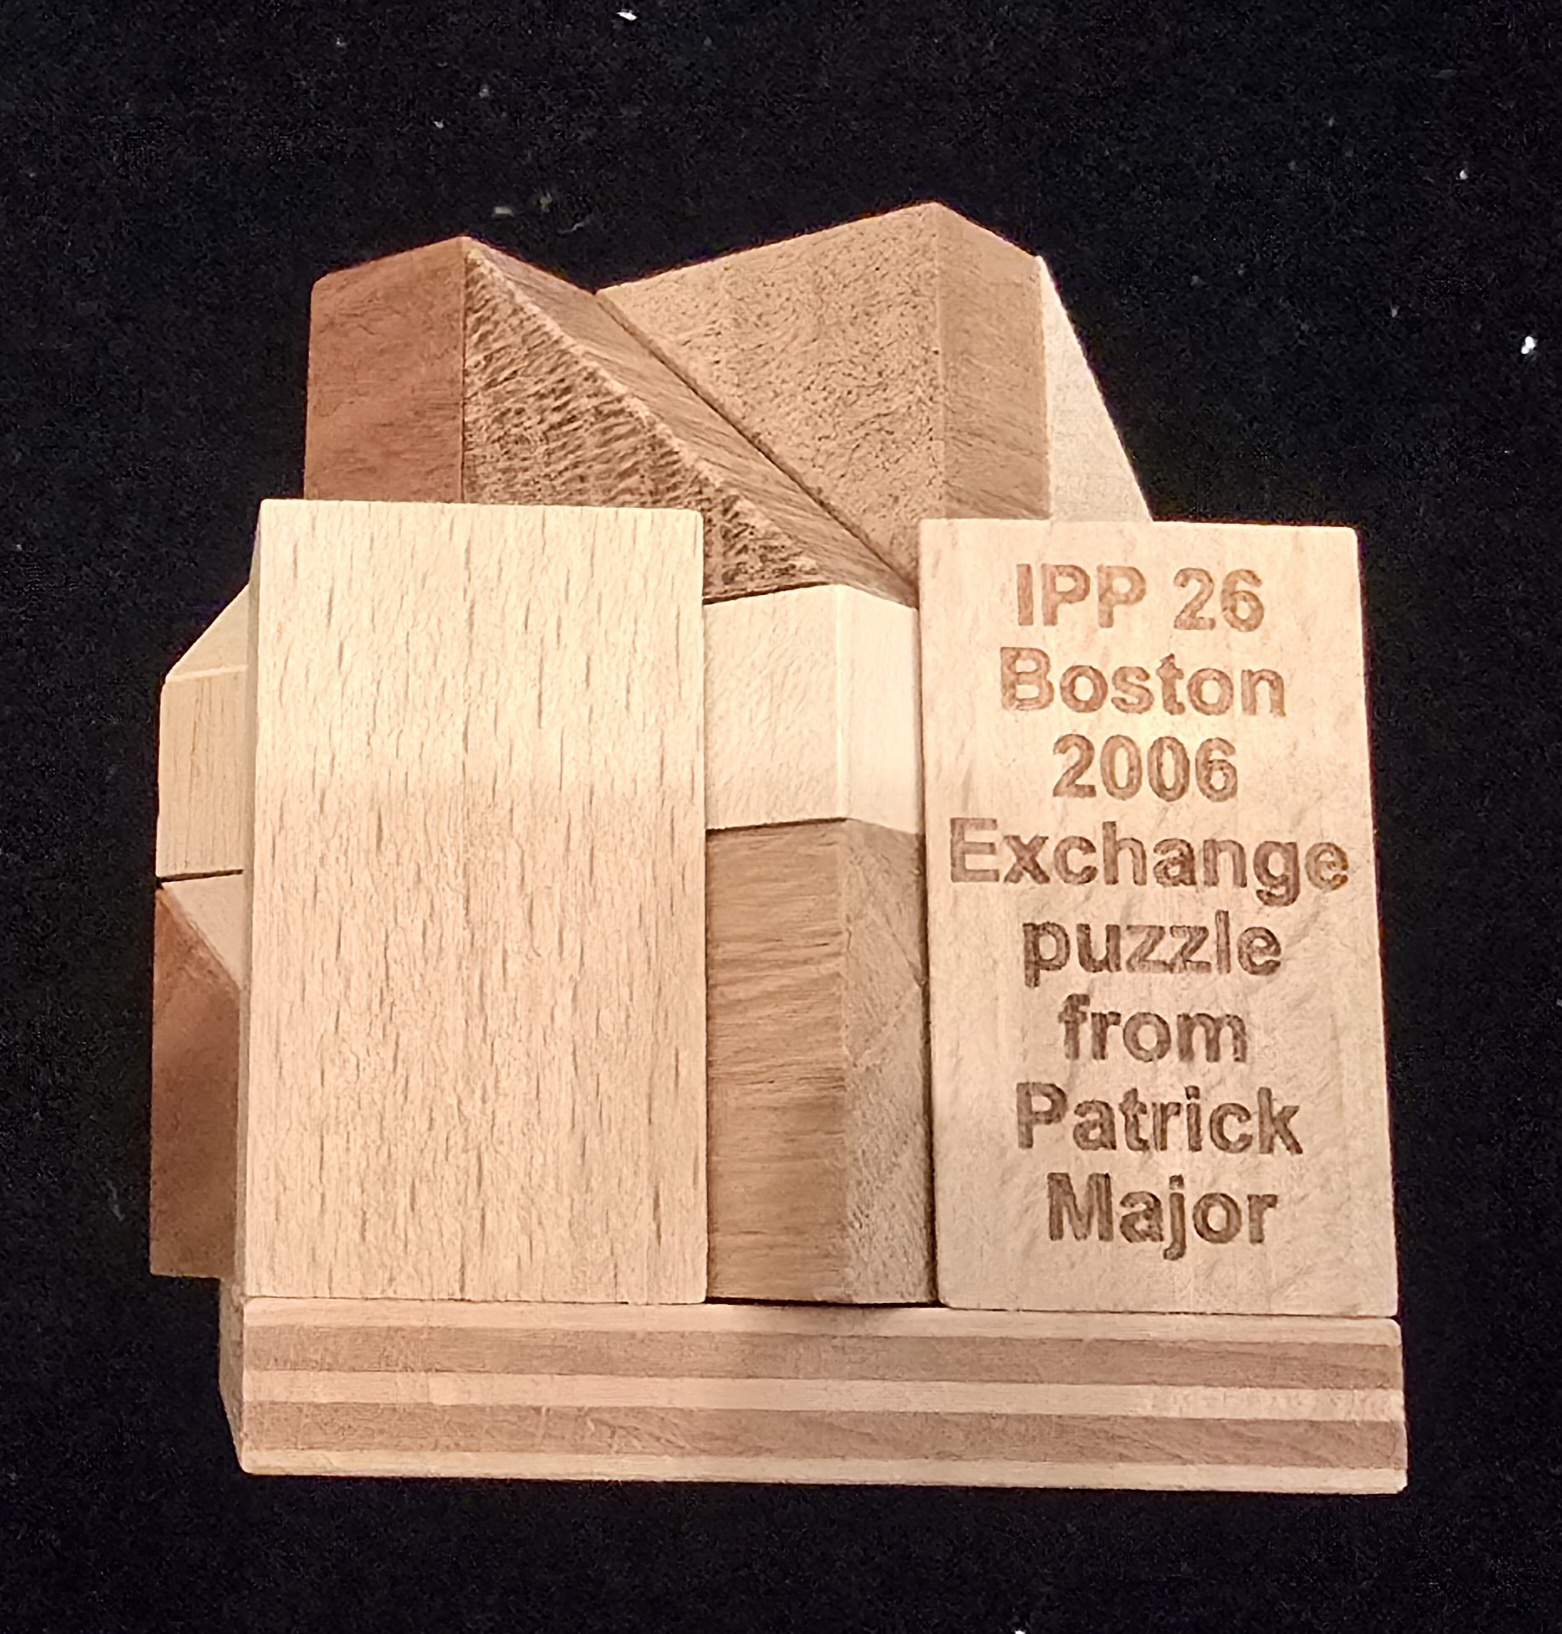 IPP 26
Boston
2006
Exchange
puzzle
from
Patrick
Major